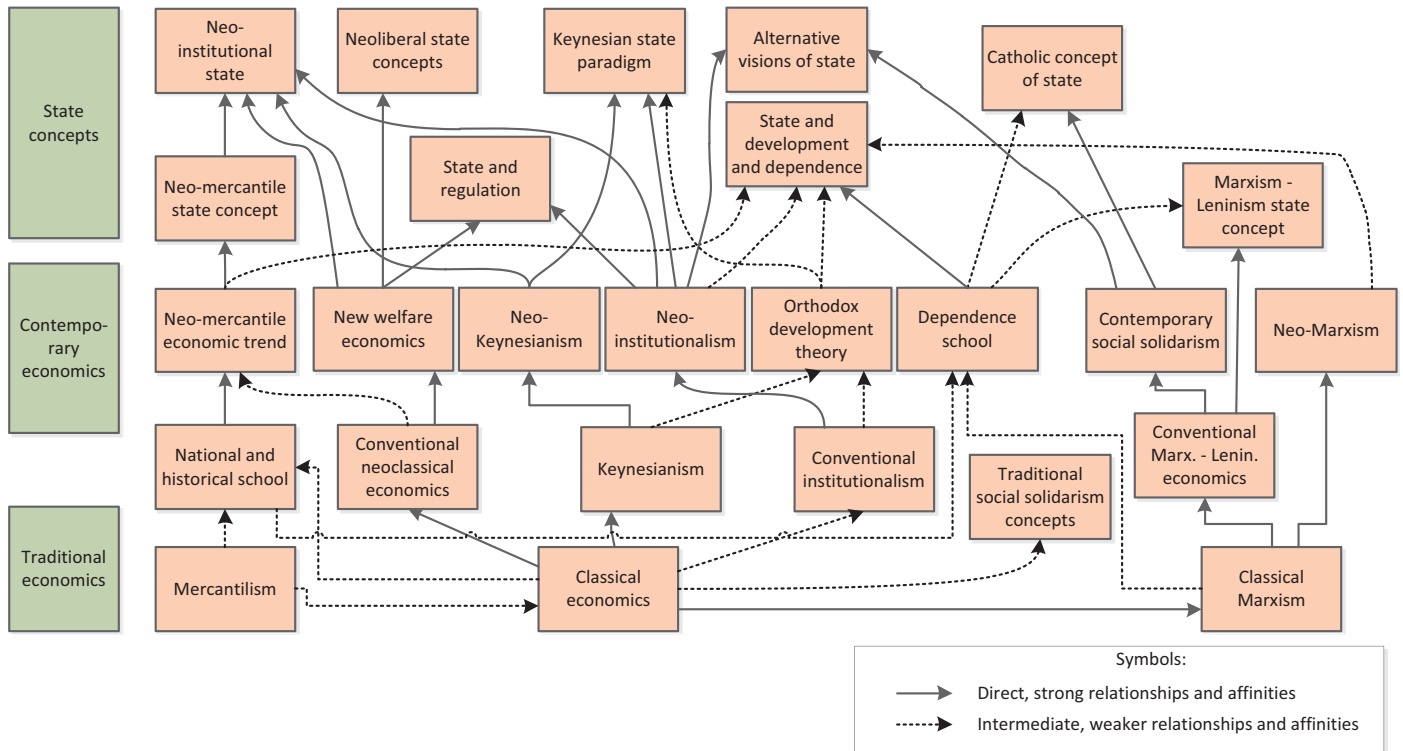 Neo-
institutional
state
Neoliberal state
concepts
Keynesian state
paradigm
Alternative
visions of state
Catholic concept
of state
State
concepts
State and
development
and dependence
State and
regulation
Neo-mercantile
state concept
Marxism -
Leninism state
concept
Contempo-
rary
economics
Neo-mercantile
economic trend
New welfare
economics
Neo-
Keynesianism
Neo-
institutionalism
Orthodox
development
theory
Dependence
school
Contemporary
social solidarism
Neo-Marxism
National and
historical school
Conventional
neoclassical
economics
Keynesianism
Conventional
institutionalism
Traditional
social solidarism
concepts
Conventional
Marx. - Lenin.
economics
Traditional
economics
Mercantilism
Classical
economics
Classical
Marxism
Symbols:
Direct, strong relationships and affinities
Intermediate, weaker relationships and affinities